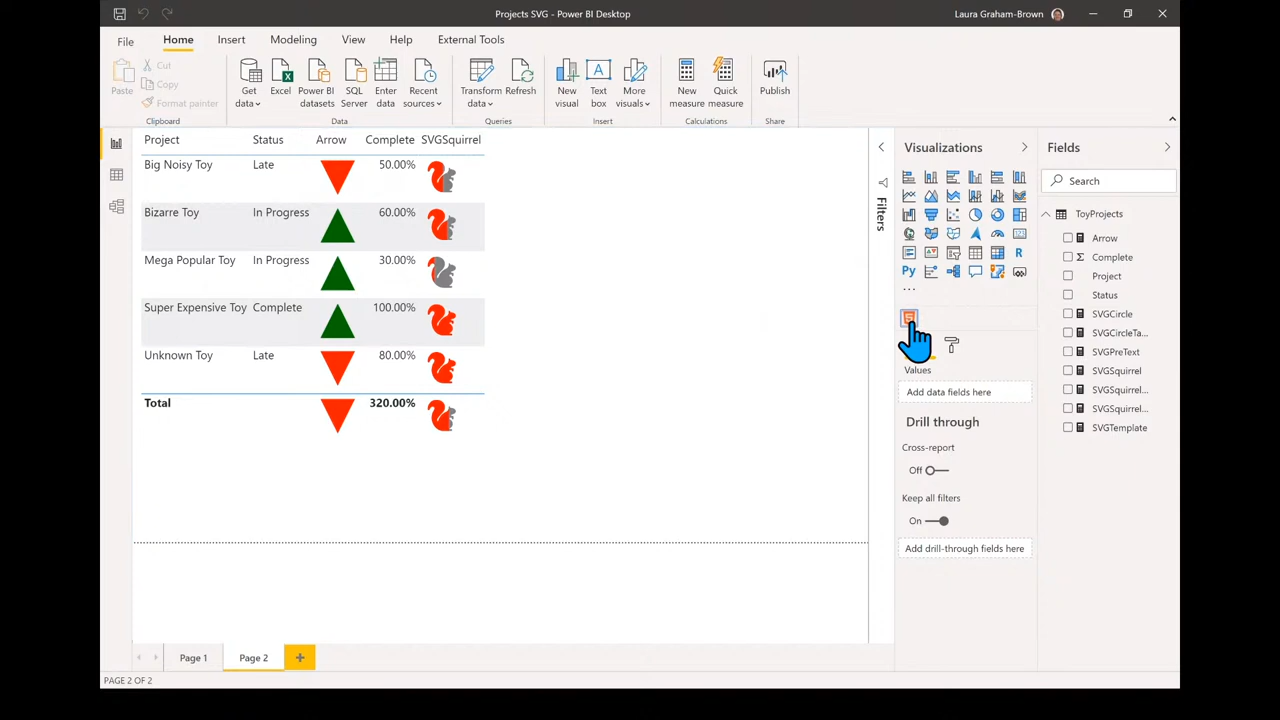 Projects SVG - Power BI Desktop
Laura Graham-Brown
File
Home
Insert
Modeling
View
Help
External Tools
Paste
Cut
Copy
Format painter
Clipboard
Get data
Excel
Power BI datasets
SQL Server
Enter data
Recent sources
Data
Transform data
Refresh
Queries
New visual
Text box
More visuals
Insert
New measure
Quick measure
Calculations
Publish
Share
Project Status Arrow Complete SVGSquirrel
Big Noisy Toy Late 50.00%
Bizarre Toy In Progress 60.00%
Mega Popular Toy In Progress 30.00%
Super Expensive Toy Complete 100.00%
Unknown Toy Late 80.00%
Total 320.00%
Filters
Visualizations
R
Py
...
Values
Add data fields here
Drill through
Cross-report
Off
Keep all filters
On
Add drill-through fields here
Fields
Search
ToyProjects
Arrow
Σ Complete
Project
Status
SVGCircle
SVGCircleTa...
SVGPreText
SVGSquirrel
SVGSquirrel...
SVGSquirrel...
SVGTemplate
Page 1
Page 2
+
PAGE 2 OF 2